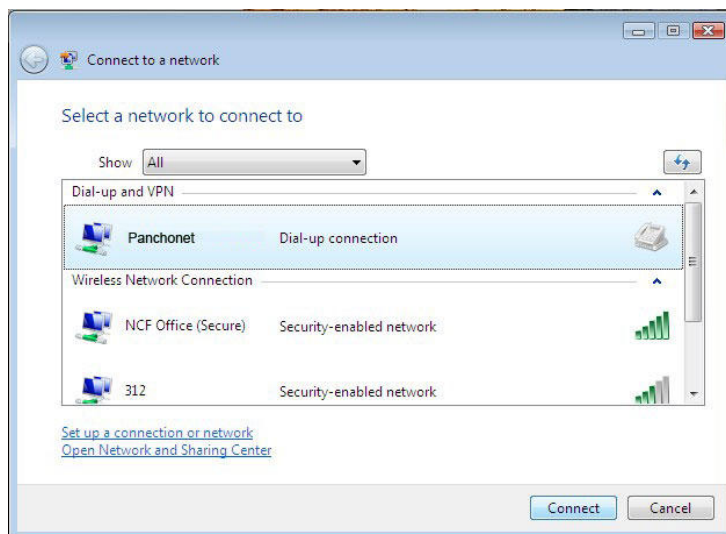 Connect to a network
Select a network to connect to
Show All
Dial-up and VPN
Panchonet Dial-up connection
Wireless Network Connection
NCF Office (Secure) Security-enabled network
312 Security-enabled network
Set up a connection or network
Open Network and Sharing Center
Connect Cancel